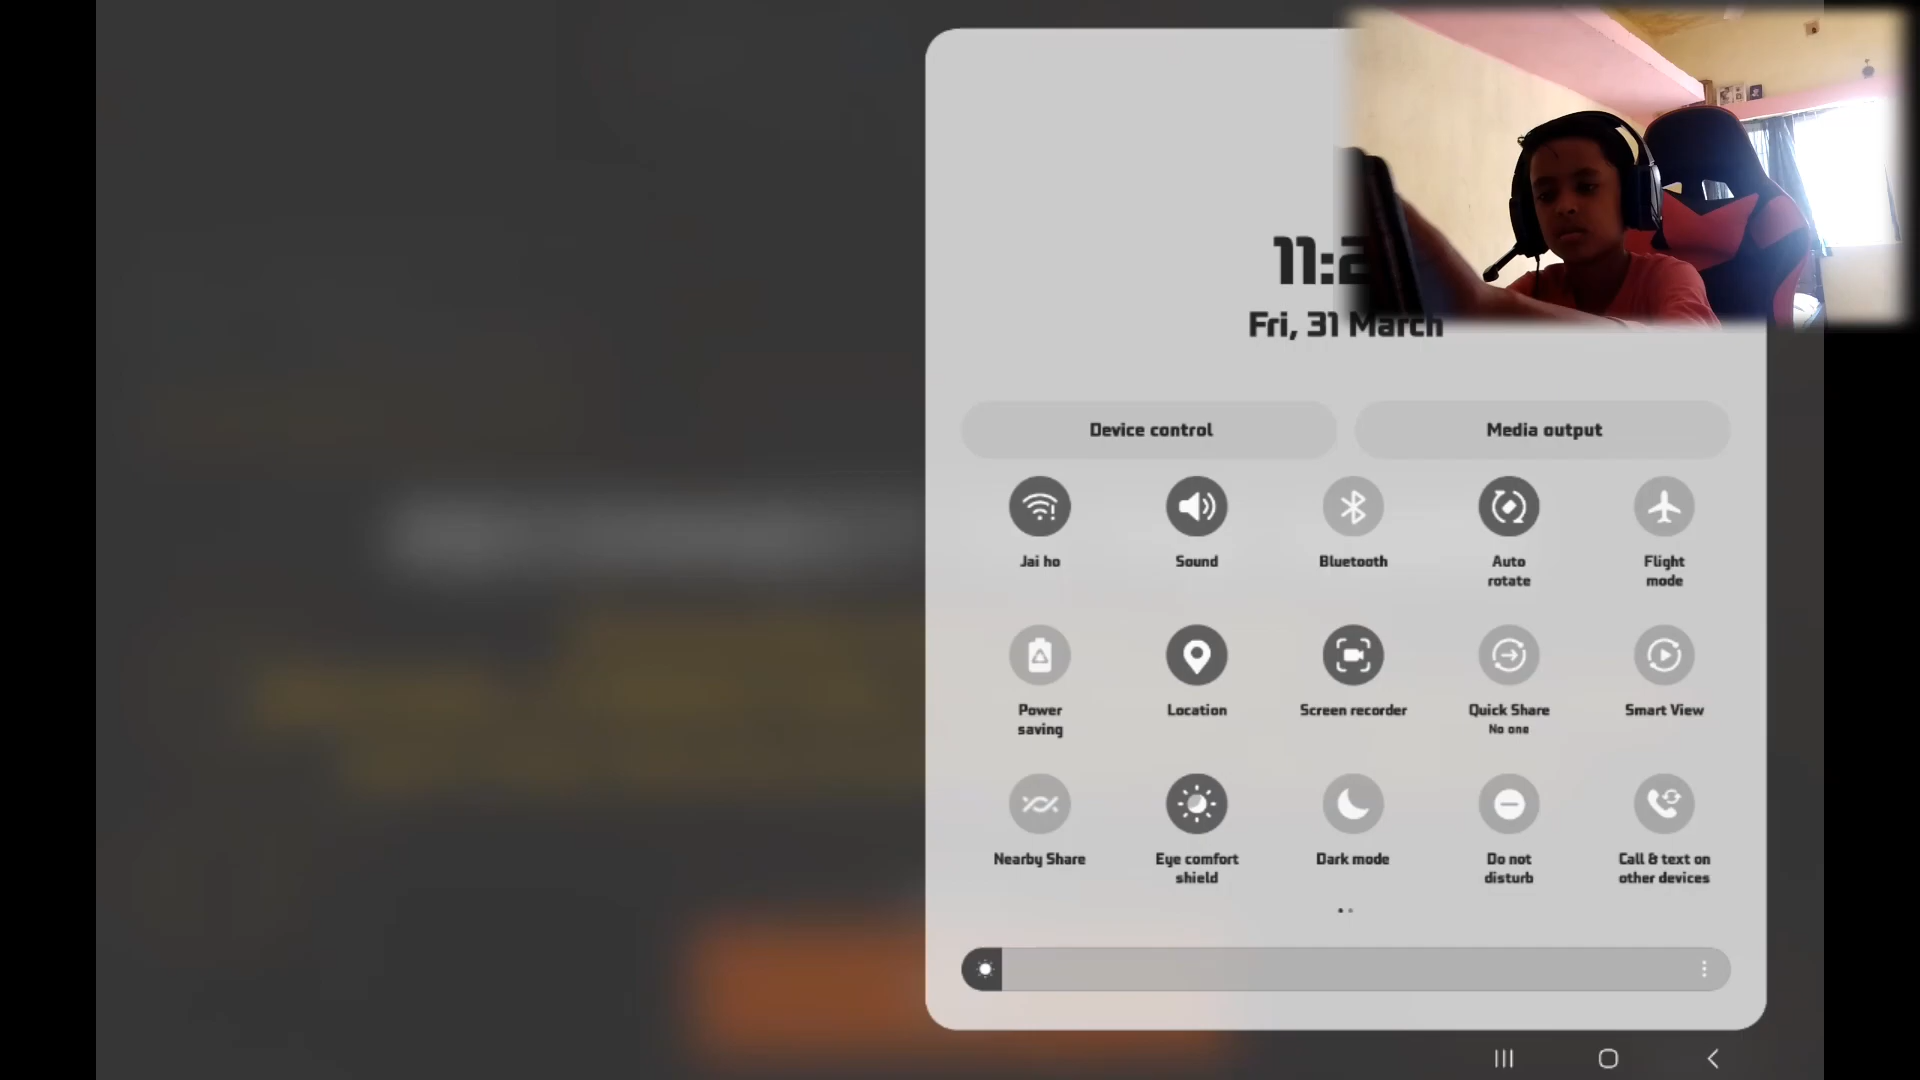 11:2
Fri, 31 March
Device control
Media output
Jai ho
Sound
Bluetooth
Auto
rotate
Flight
mode
Power
saving
Location
Screen recorder
Quick Share
No one
Smart View
Nearby Share
Eye comfort
shield
Dark mode
Do not
disturb
Call & text on
other devices